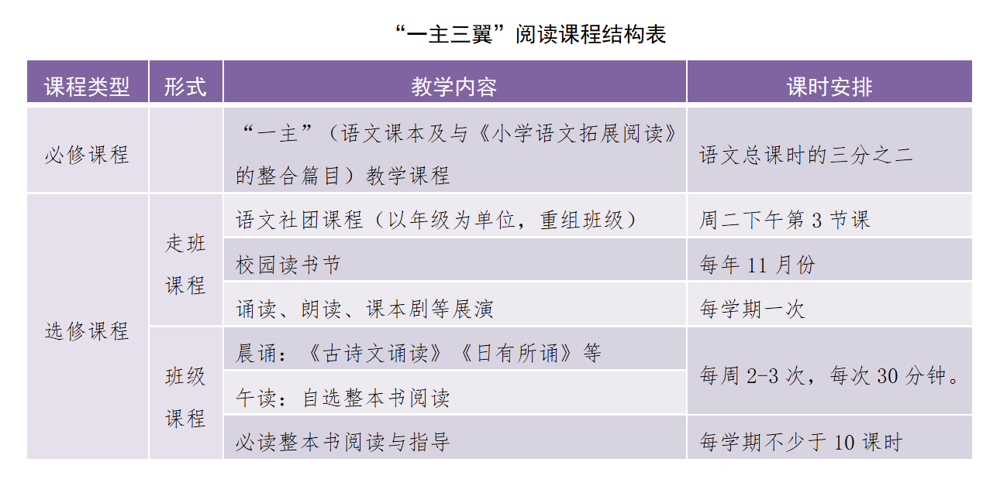 “一主三翼”阅读课程结构表
课程类型 形式 教学内容 课时安排
必修课程
“一主”（语文课本及与《小学语文拓展阅读》
的整合篇目）教学课程
语文总课时的三分之二
选修课程
走班
课程
语文社团课程（以年级为单位，重组班级）
周二下午第 3 节课
校园读书节
每年 11 月份
诵读、朗读、课本剧等展演
每学期一次
班级
课程
晨诵：《古诗文诵读》《日有所诵》等
午读：自选整本书阅读
每周 2-3 次，每次 30 分钟。
必读整本书阅读与指导
每学期不少于 10 课时